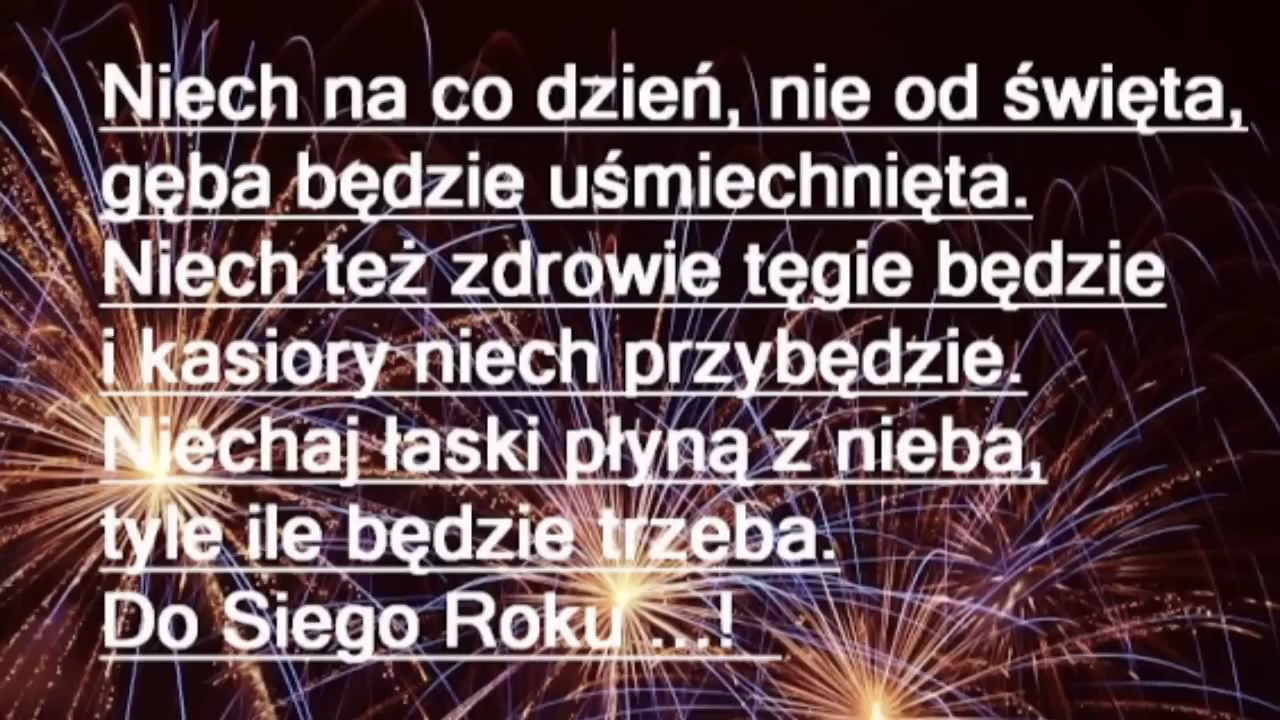 Niech na co dzień, nie od święta,
gęba będzie uśmiechnięta.
Niech też zdrowie tęgie będzie
i kasiory niech przybędzie.
Niechaj łaski płyną z nieba,
tyle ile będzie trzeba.
Do Siego Roku ...!